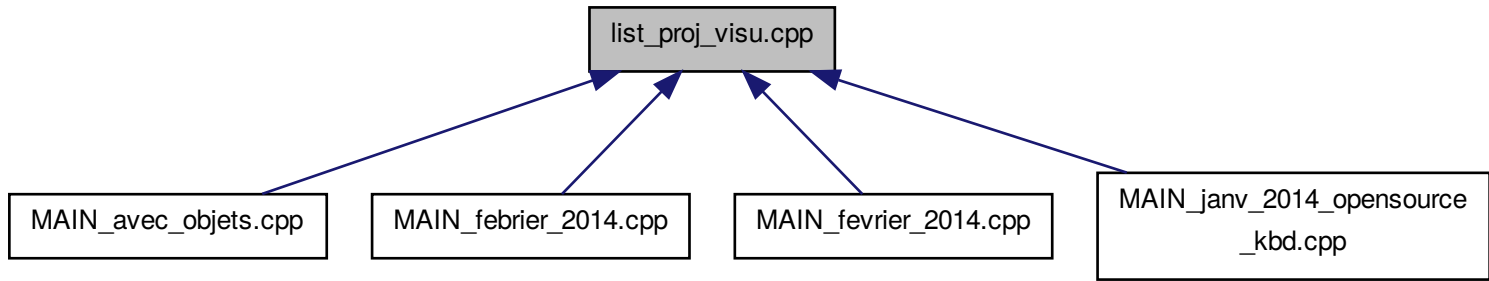 list_proj_visu.cpp
MAIN_avec_objets.cpp
MAIN_febrier_2014.cpp
MAIN_fevrier_2014.cpp
MAIN_janv_2014_opensource
_kbd.cpp